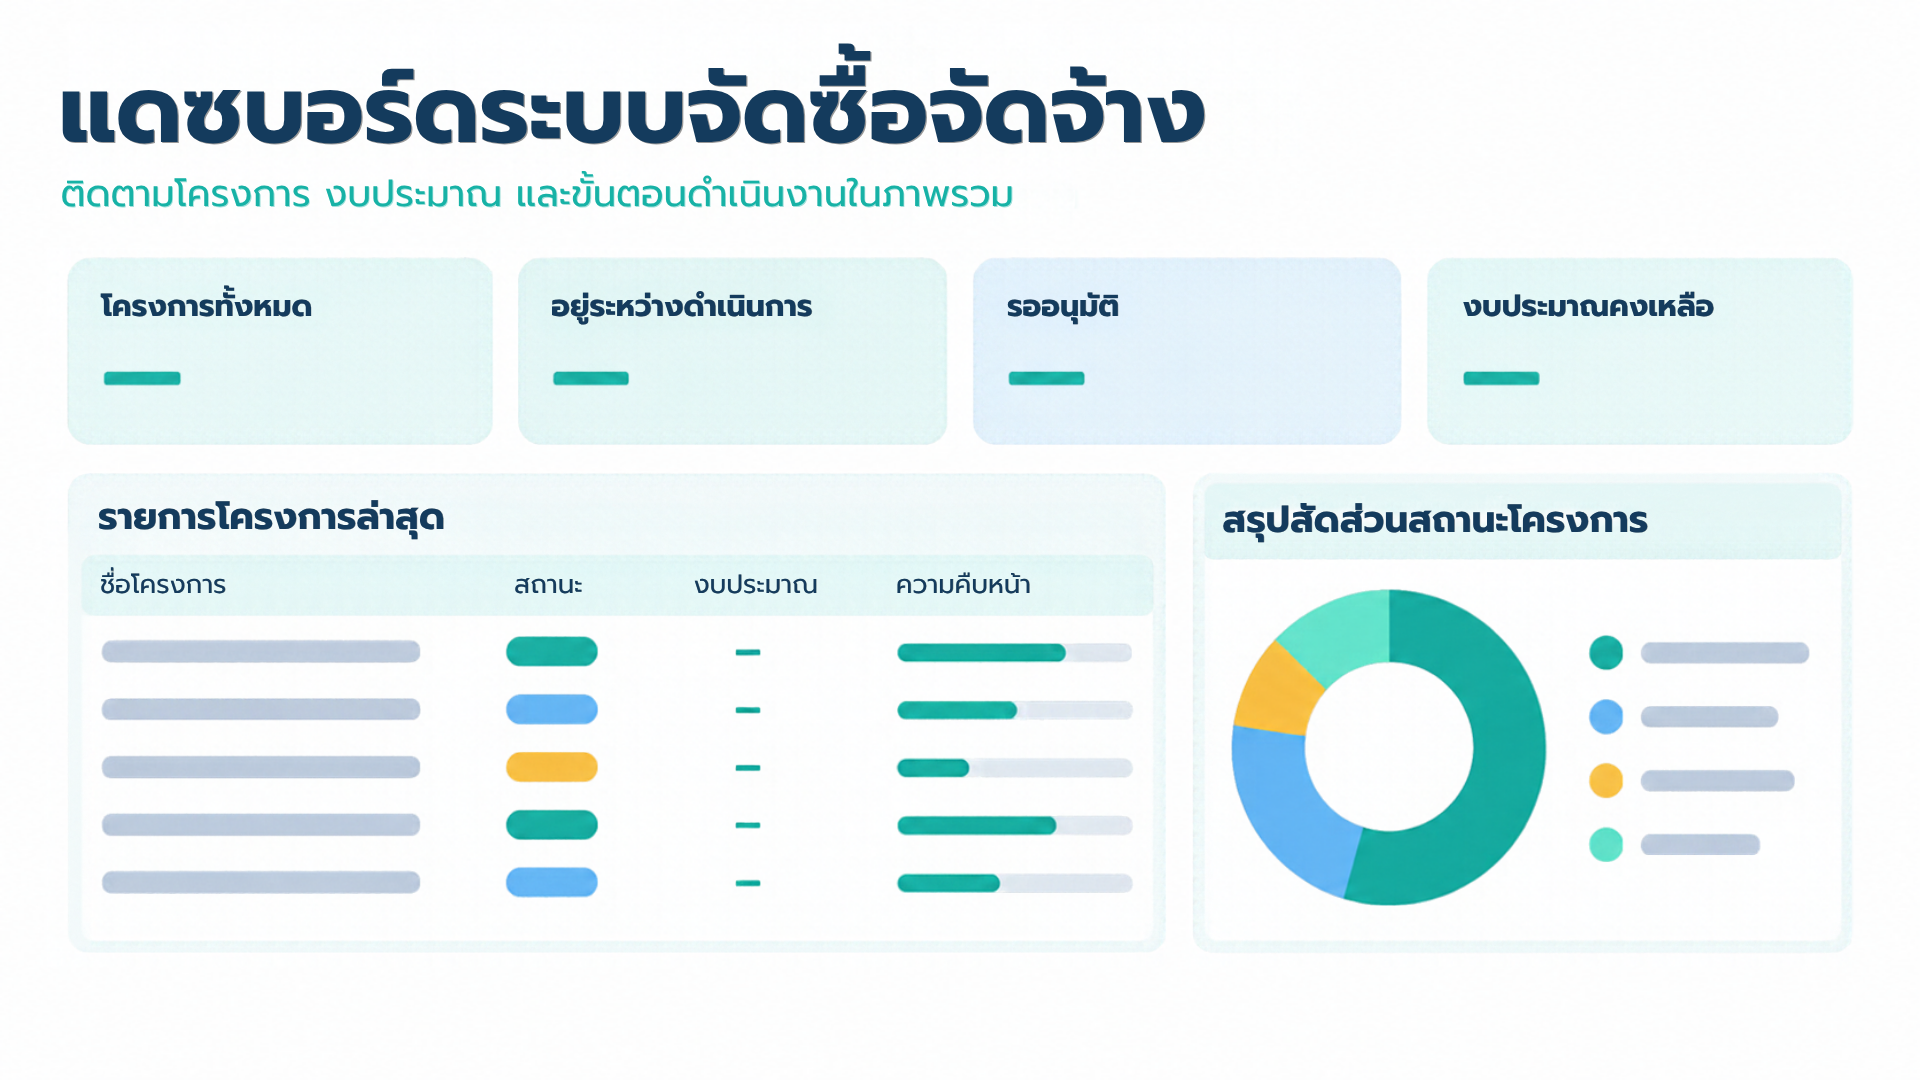 แดชบอร์ดระบบจัดซื้อจัดจ้าง
ติดตามโครงการ งบประมาณ และขั้นตอนดำเนินงานในภาพรวม
โครงการทั้งหมด
อยู่ระหว่างดำเนินการ
รออนุมัติ
งบประมาณคงเหลือ
รายการโครงการล่าสุด
ชื่อโครงการ สถานะ งบประมาณ ความคืบหน้า
สรุปสัดส่วนสถานะโครงการ